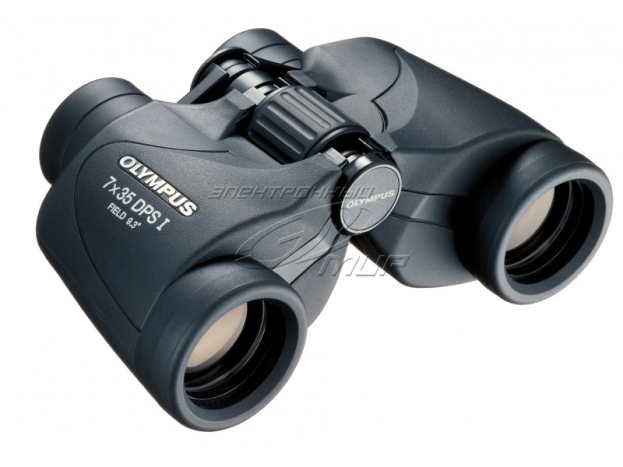 OLYMPUS
7x35 DPS I
FIELD 9.3°
OLYMPUS
ЭЛЕКТРОННЫЙ
МИР